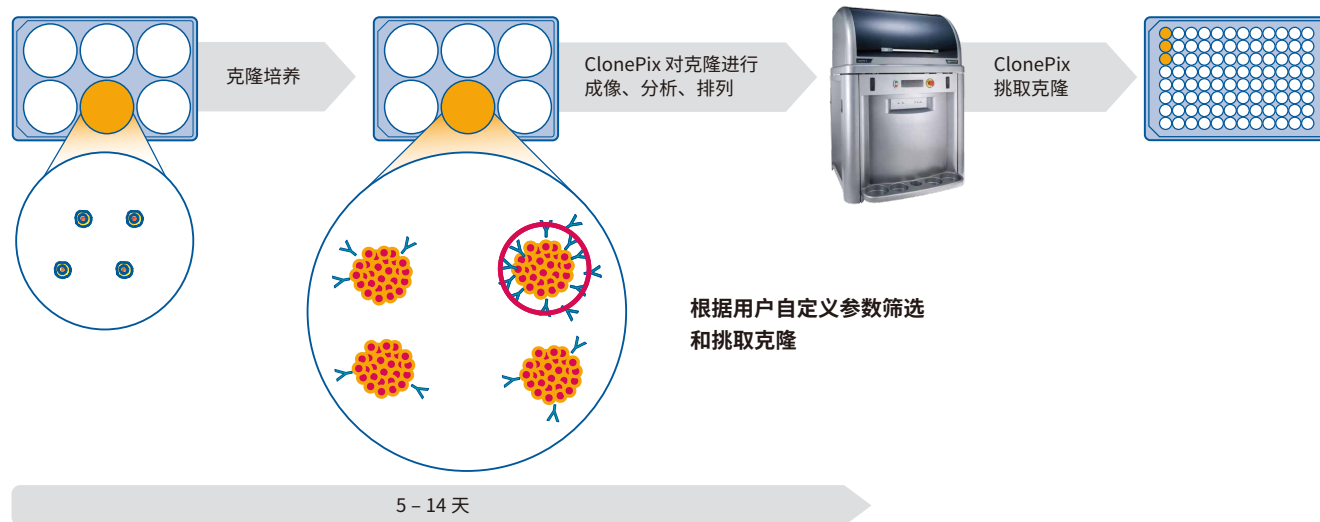 克隆培养
ClonePix 对克隆进行
成像、分析、排列
ClonePix
挑取克隆
根据用户自定义参数筛选
和挑取克隆
5 – 14 天